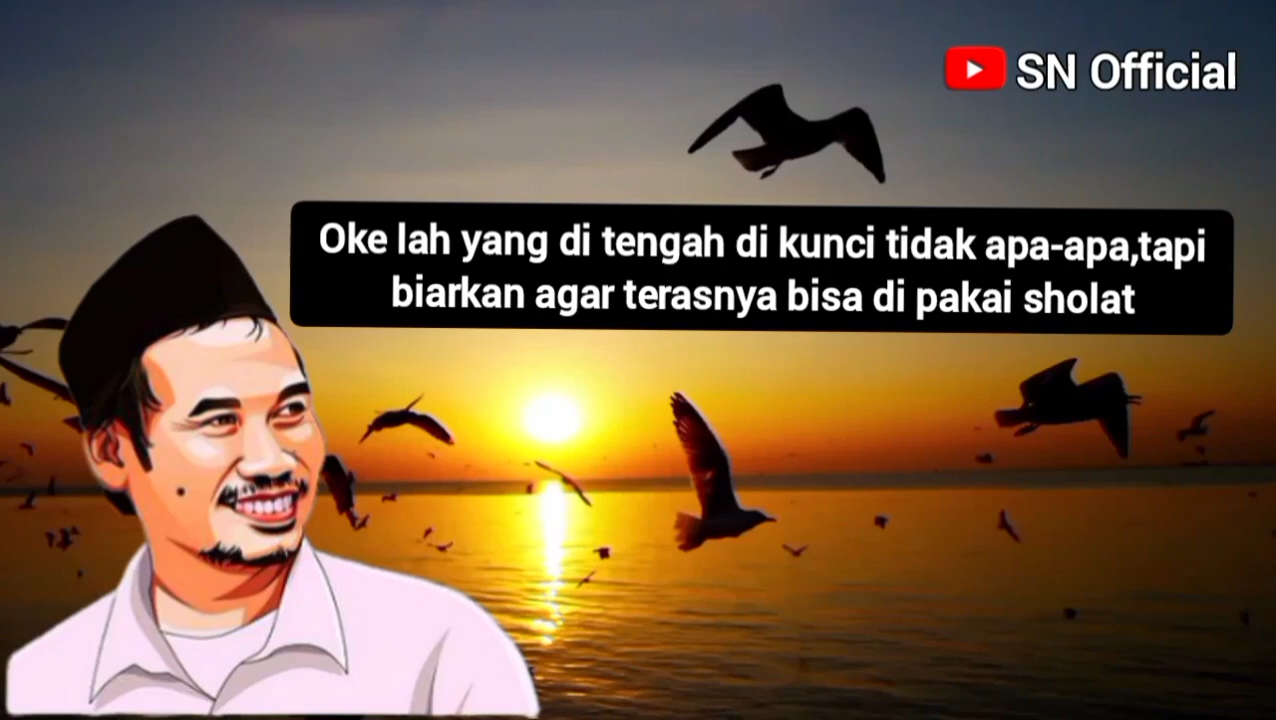 SN Official
Oke lah yang di tengah di kunci tidak apa-apa,tapi
biarkan agar terasnya bisa di pakai sholat